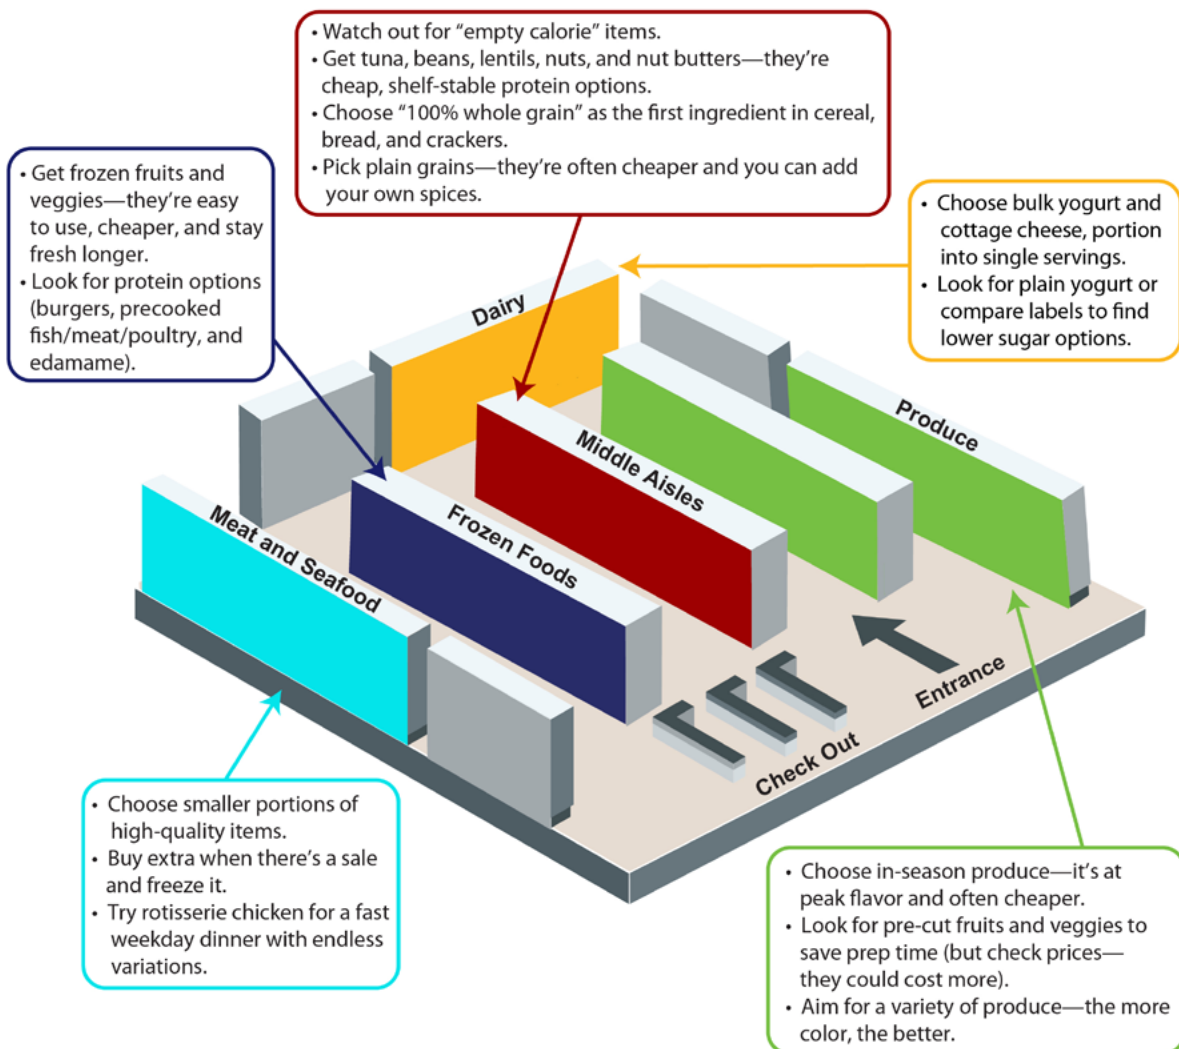 • Watch out for “empty calorie” items.
• Get tuna, beans, lentils, nuts, and nut butters—they’re
cheap, shelf-stable protein options.
• Choose “100% whole grain” as the first ingredient in cereal,
bread, and crackers.
• Pick plain grains—they’re often cheaper and you can add
your own spices.
• Get frozen fruits and
veggies—they’re easy
to use, cheaper, and stay
fresh longer.
• Look for protein options
(burgers, precooked
fish/meat/poultry, and
edamame).
• Choose bulk yogurt and
cottage cheese, portion
into single servings.
• Look for plain yogurt or
compare labels to find
lower sugar options.
Dairy
Produce
Middle Aisles
Frozen Foods
Meat and Seafood
Entrance
Check Out
• Choose smaller portions of
high-quality items.
• Buy extra when there’s a sale
and freeze it.
• Try rotisserie chicken for a fast
weekday dinner with endless
variations.
• Choose in-season produce—it’s at
peak flavor and often cheaper.
• Look for pre-cut fruits and veggies to
save prep time (but check prices—
they could cost more).
• Aim for a variety of produce—the more
color, the better.